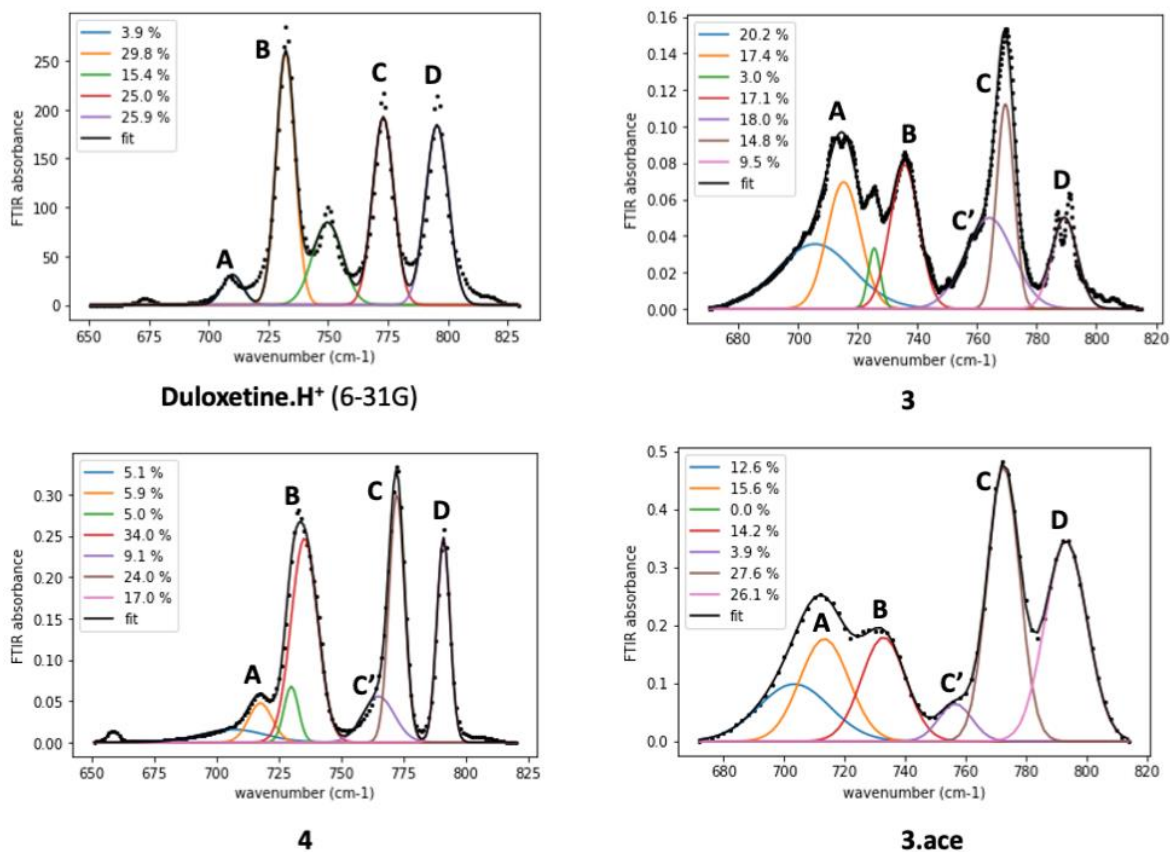 3.9 %
29.8 %
15.4 %
25.0 %
25.9 %
fit
A
B
C
D
250
200
150
100
50
0
FTIR absorbance
650 675 700 725 750 775 800 825
wavenumber (cm-1)
Duloxetine.H+ (6-31G)
20.2 %
17.4 %
3.0 %
17.1 %
18.0 %
14.8 %
9.5 %
fit
A
B
C'
C
D
0.16
0.14
0.12
0.10
0.08
0.06
0.04
0.02
0.00
FTIR absorbance
680 700 720 740 760 780 800 820
wavenumber (cm-1)
3
5.1 %
5.9 %
5.0 %
34.0 %
9.1 %
24.0 %
17.0 %
fit
A
B
C'
C
D
0.30
0.25
0.20
0.15
0.10
0.05
0.00
FTIR absorbance
650 675 700 725 750 775 800 825
wavenumber (cm-1)
4
12.6 %
15.6 %
0.0 %
14.2 %
3.9 %
27.6 %
26.1 %
fit
A
B
C'
C
D
0.5
0.4
0.3
0.2
0.1
0.0
FTIR absorbance
680 700 720 740 760 780 800
wavenumber (cm-1)
3.ace